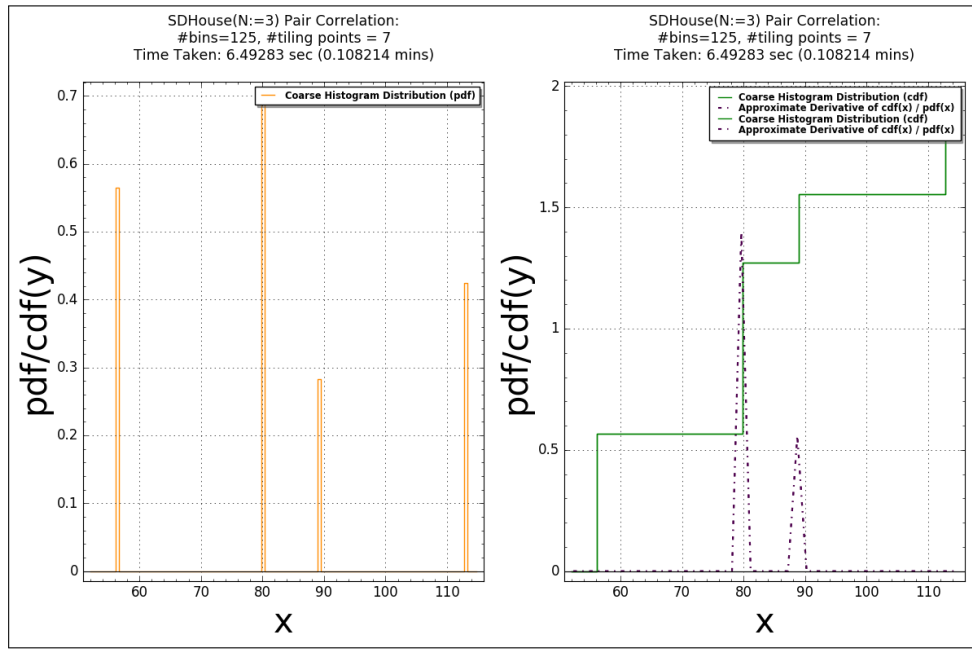 SDHouse(N:=3) Pair Correlation:
#bins=125, #tiling points = 7
Time Taken: 6.49283 sec (0.108214 mins)
Coarse Histogram Distribution (pdf)
0.7
0.6
0.5
0.4
0.3
0.2
0.1
0
pdf/cdf(y)
60
70
80
90
100
110
x
SDHouse(N:=3) Pair Correlation:
#bins=125, #tiling points = 7
Time Taken: 6.49283 sec (0.108214 mins)
Coarse Histogram Distribution (cdf)
Approximate Derivative of cdf(x) / pdf(x)
Coarse Histogram Distribution (cdf)
Approximate Derivative of cdf(x) / pdf(x)
2
1.5
1
0.5
0
pdf/cdf(y)
60
70
80
90
100
110
x